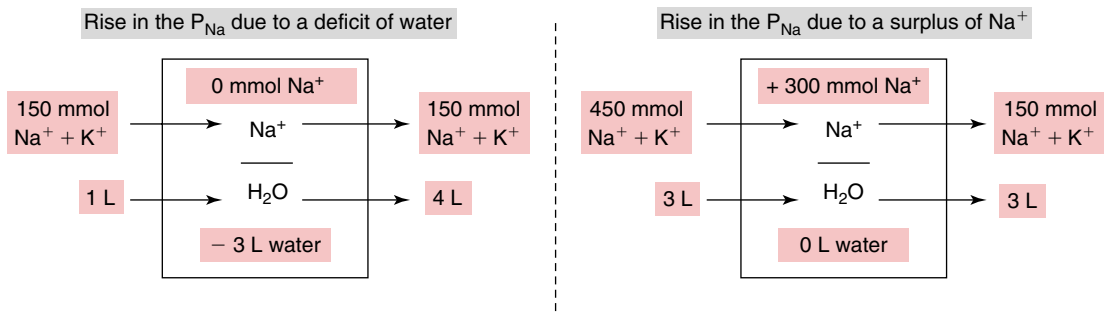 Rise in the P_Na due to a deficit of water
0 mmol Na⁺
150 mmol
Na⁺ + K⁺
Na⁺
150 mmol
Na⁺ + K⁺
1 L
H₂O
4 L
− 3 L water
Rise in the P_Na due to a surplus of Na⁺
+ 300 mmol Na⁺
450 mmol
Na⁺ + K⁺
Na⁺
150 mmol
Na⁺ + K⁺
3 L
H₂O
3 L
0 L water